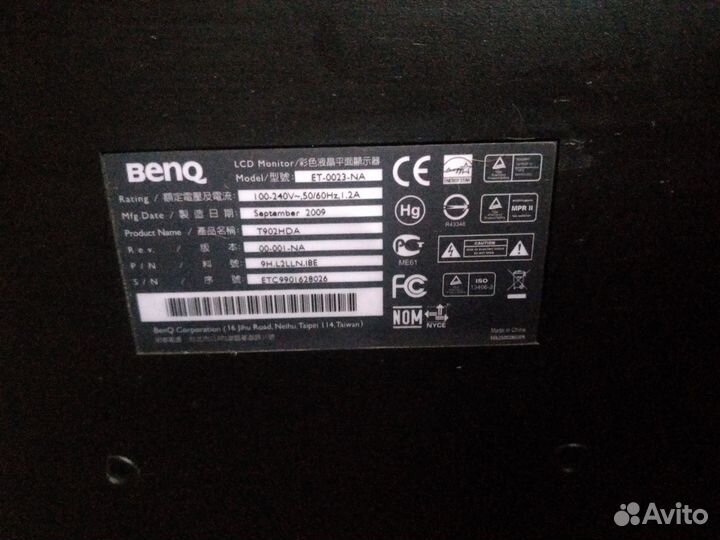 BenQ
LCD Monitor/彩色液晶平面顯示器
Model/型號: ET-0023-NA
Rating / 額定電壓及電流: 100-240V~,50/60Hz,1.2A
Mfg Date / 製造日期: September 2009
Product Name / 產品名稱: T902HDA
Rev. / 版本: 00-001-NA
P/N / 料號: 9H.L2LLN.I8E
S/N / 序號: ETC9901628026
BenQ Corporation (16 Jihu Road, Neihu, Taipei 114, Taiwan)
CE
Hg
R43346
MPR II
ME61
FC
ISO
13406-2
NOM
NYCE
Made in China
Avito